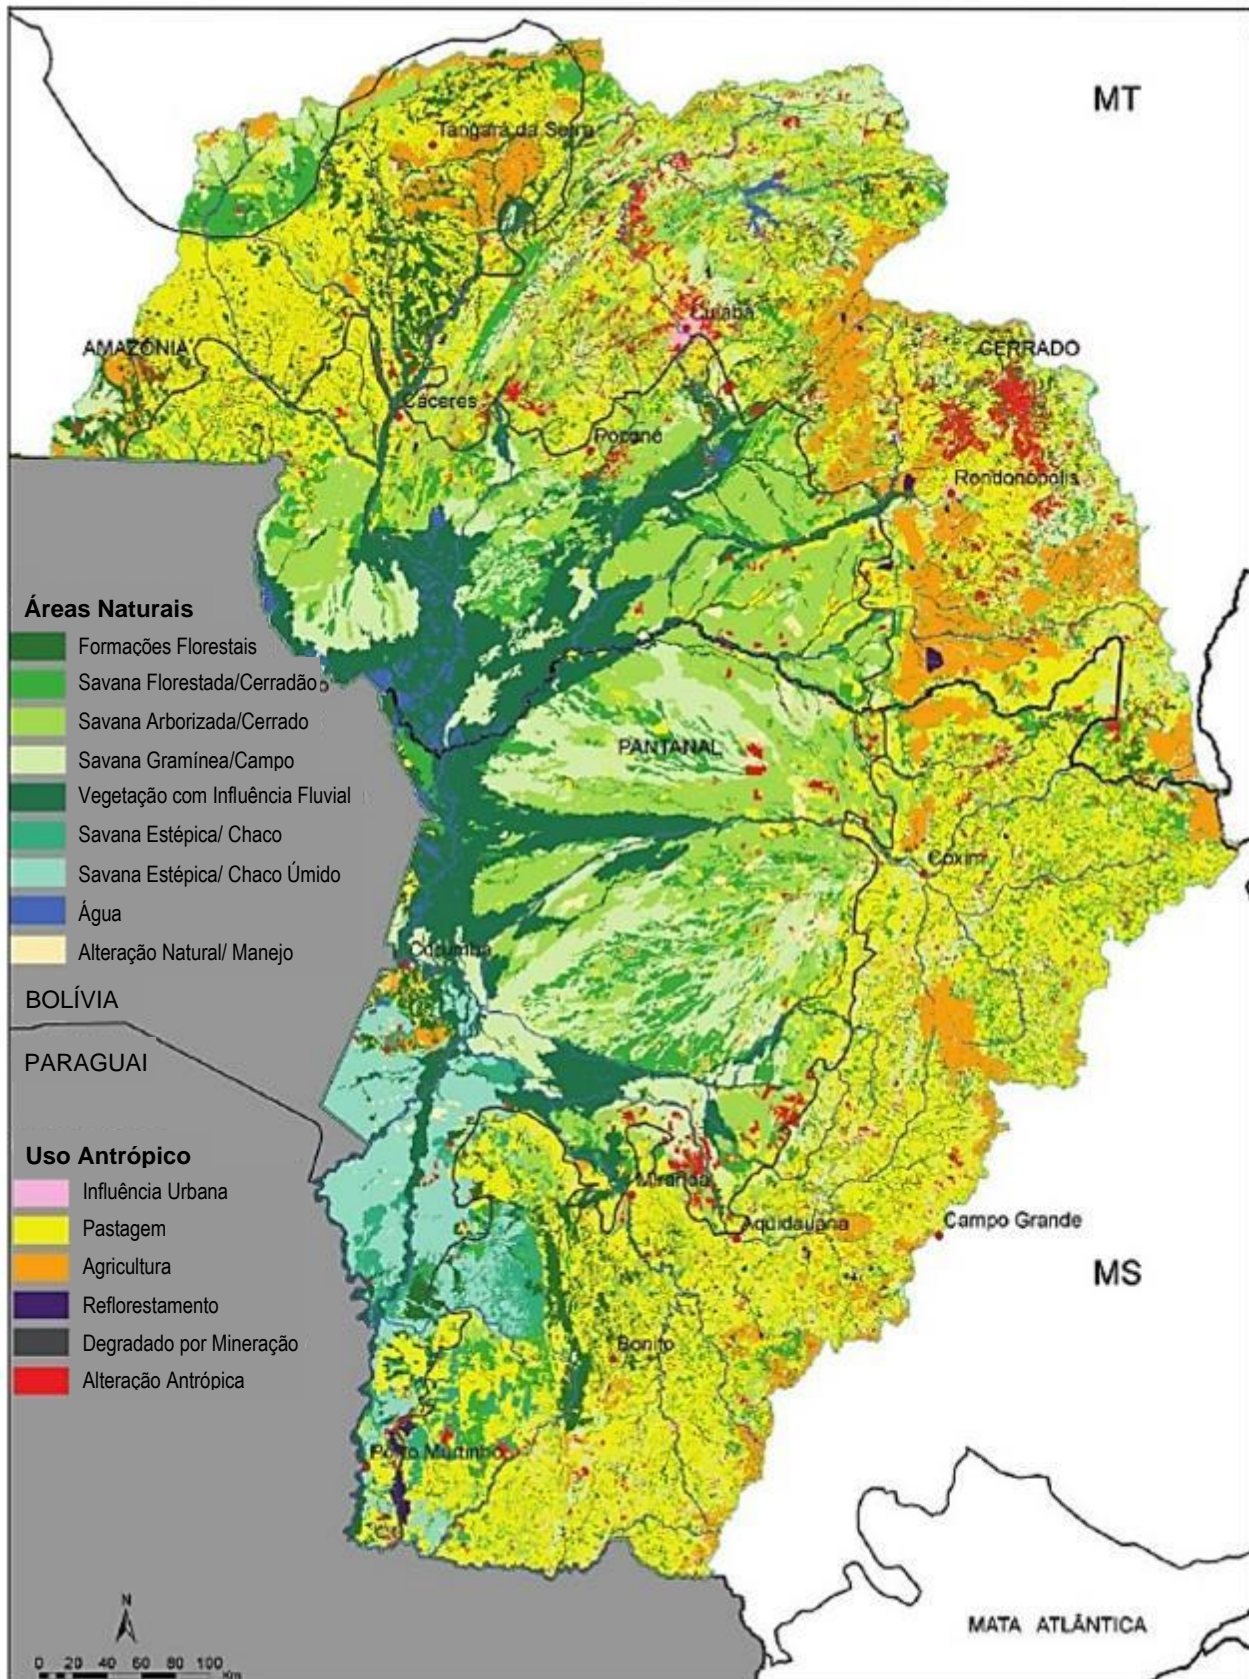 MT
Tangará da Serra
Cuiabá
AMAZÔNIA
CERRADO
Cáceres
Poconé
Rondonópolis
Áreas Naturais
Formações Florestais
Savana Florestada/Cerradão
Savana Arborizada/Cerrado
Savana Gramínea/Campo
Vegetação com Influência Fluvial
Savana Estépica/ Chaco
Savana Estépica/ Chaco Úmido
Água
Alteração Natural/ Manejo
PANTANAL
Coxim
Corumbá
BOLÍVIA
PARAGUAI
Uso Antrópico
Influência Urbana
Pastagem
Agricultura
Reflorestamento
Degradado por Mineração
Alteração Antrópica
Miranda
Aquidauana
Campo Grande
MS
Bonito
Porto Murtinho
MATA ATLÂNTICA
N
0 20 40 60 80 100
Km